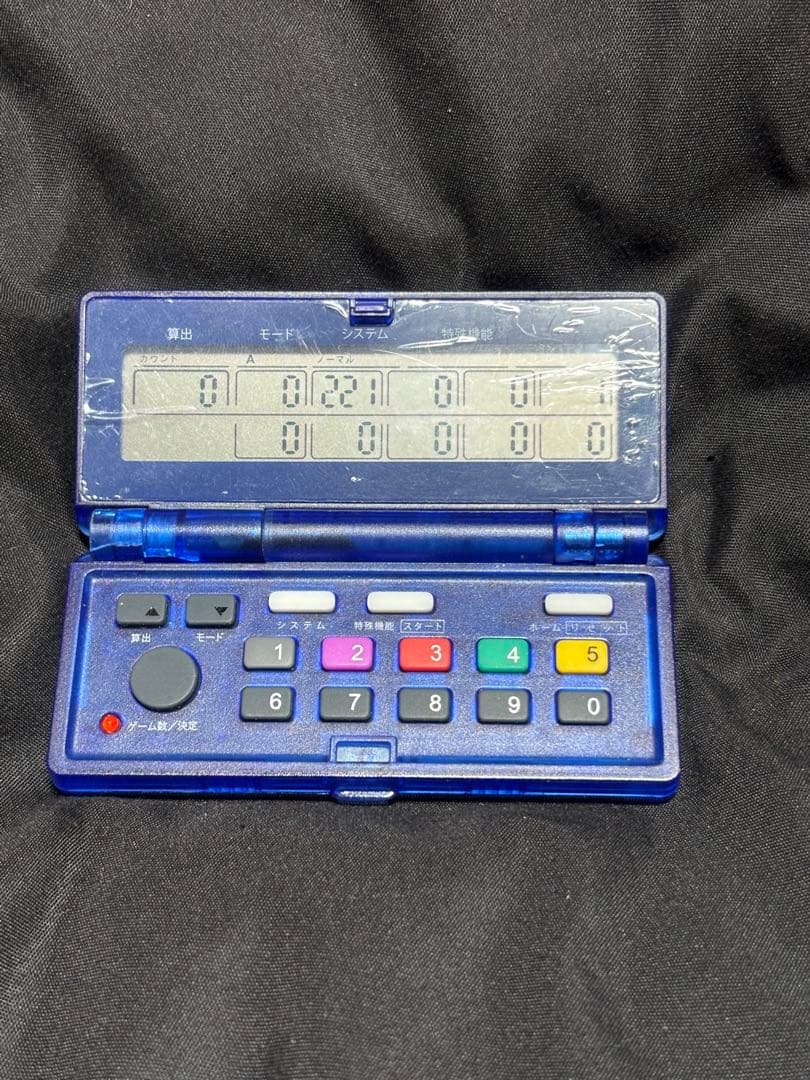 算出 モード システム 特殊機能
カウント A ノーマル
0 0 221 0 0 1
0 0 0 0 0
算出 モード システム 特殊機能 スタート ホーム リセット
1 2 3 4 5
6 7 8 9 0
ゲーム数/決定